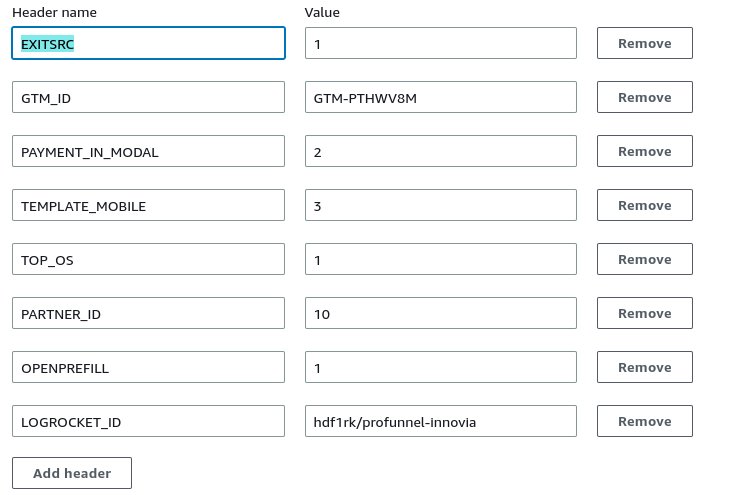 Header name Value
EXITSRC 1 Remove
GTM_ID GTM-PTHWV8M Remove
PAYMENT_IN_MODAL 2 Remove
TEMPLATE_MOBILE 3 Remove
TOP_OS 1 Remove
PARTNER_ID 10 Remove
OPENPREFILL 1 Remove
LOGROCKET_ID hdf1rk/profunnel-innovia Remove
Add header